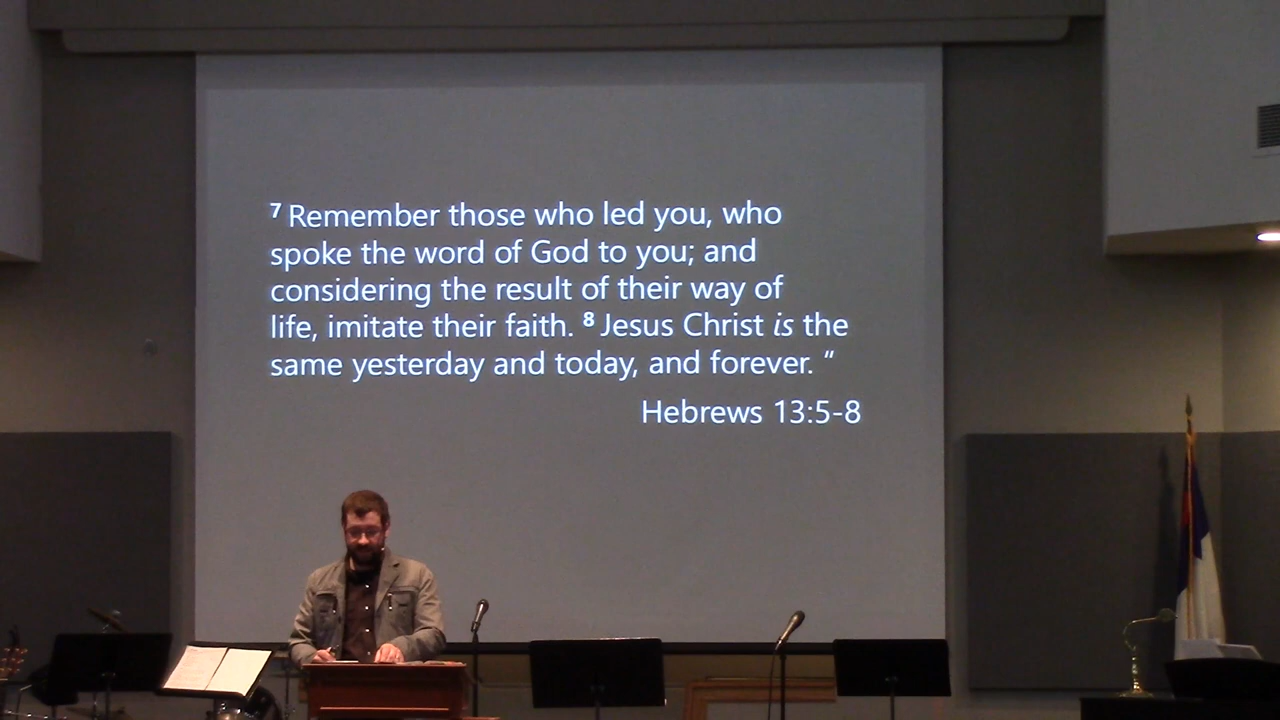 7 Remember those who led you, who
spoke the word of God to you; and
considering the result of their way of
life, imitate their faith. 8 Jesus Christ is the
same yesterday and today, and forever. “
Hebrews 13:5-8